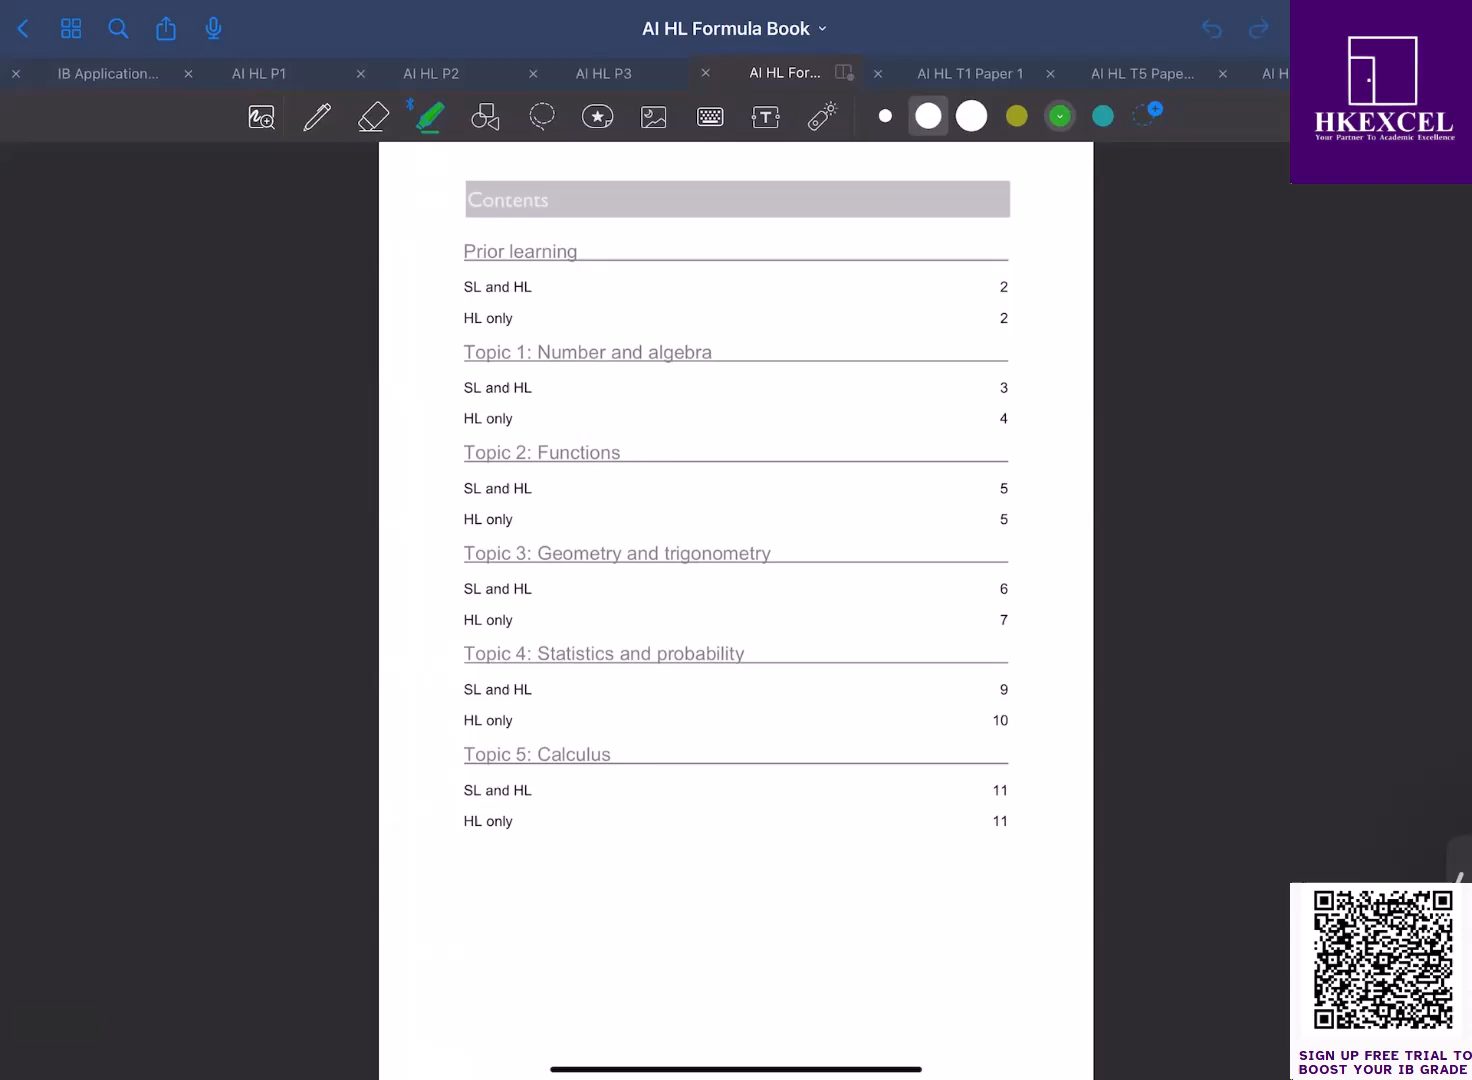 AI HL Formula Book
IB Application...
AI HL P1
AI HL P2
AI HL P3
AI HL For...
AI HL T1 Paper 1
AI HL T5 Pape...
AI H
HKEXCEL
Your Partner To Academic Excellence
Contents
Prior learning
SL and HL 2
HL only 2
Topic 1: Number and algebra
SL and HL 3
HL only 4
Topic 2: Functions
SL and HL 5
HL only 5
Topic 3: Geometry and trigonometry
SL and HL 6
HL only 7
Topic 4: Statistics and probability
SL and HL 9
HL only 10
Topic 5: Calculus
SL and HL 11
HL only 11
SIGN UP FREE TRIAL TO
BOOST YOUR IB GRADE